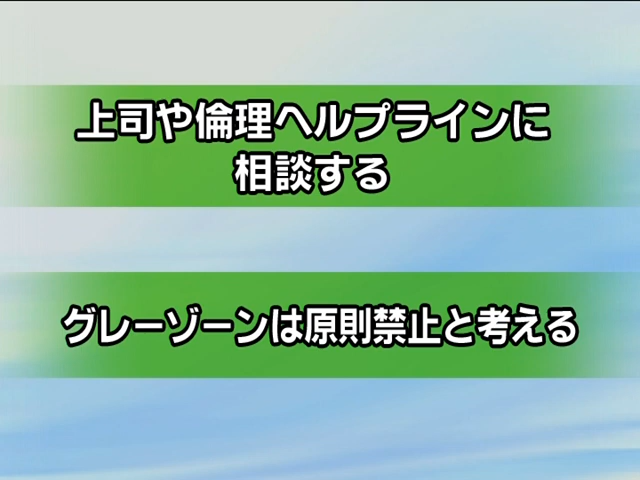 上司や倫理ヘルプラインに
相談する
グレーゾーンは原則禁止と考える